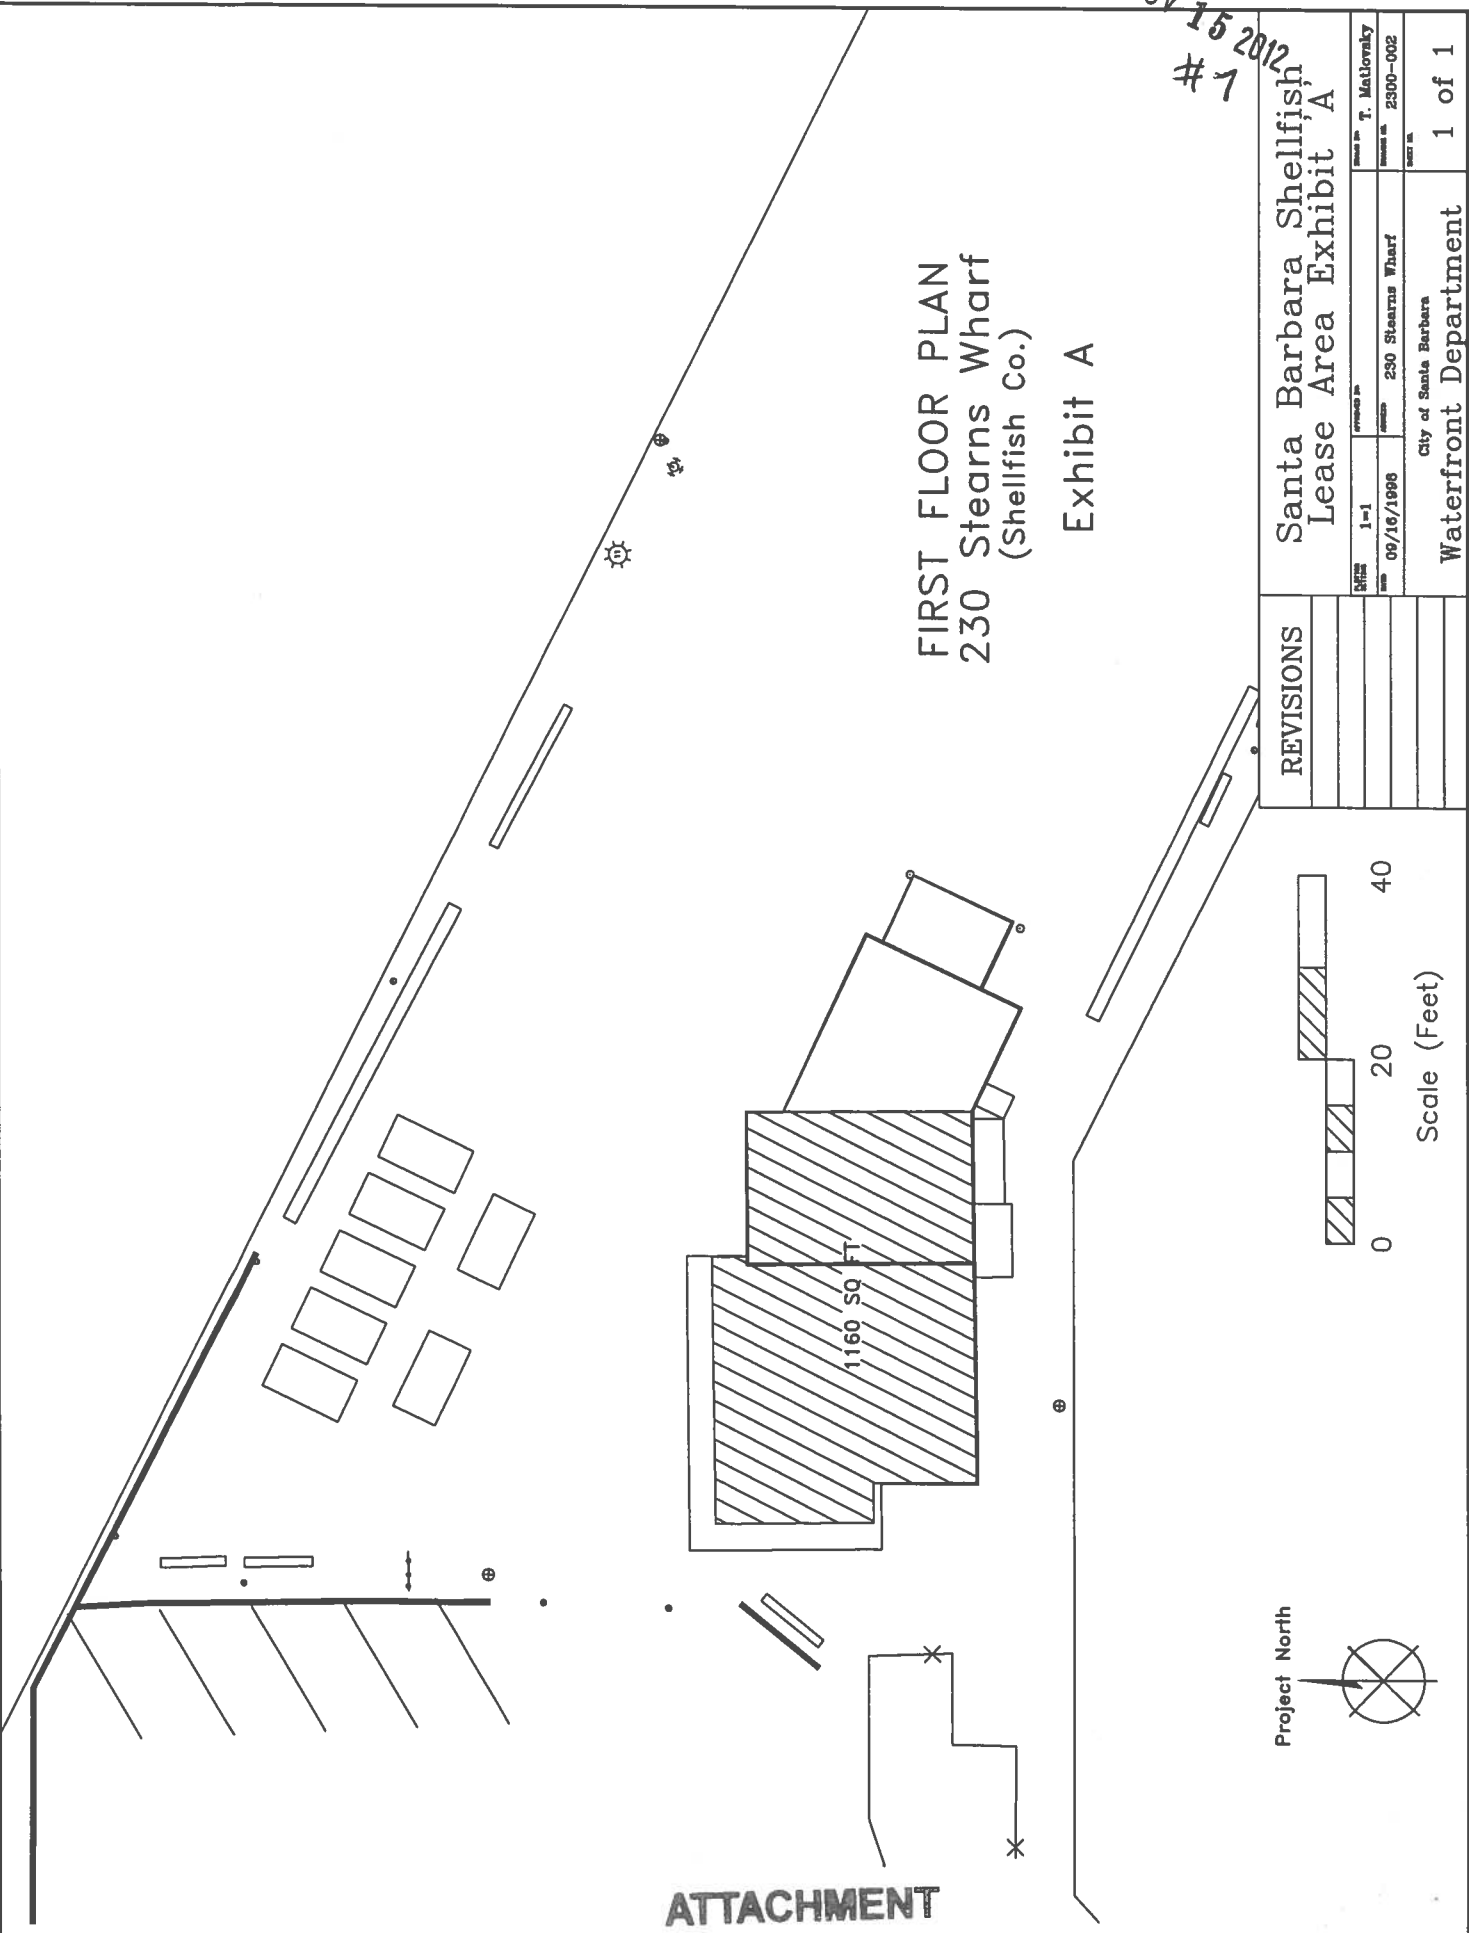 15 2012
#1
FIRST FLOOR PLAN
230 Stearns Wharf
(Shellfish Co.)
Exhibit A
1160 SQ FT
REVISIONS
Santa Barbara Shellfish
Lease Area Exhibit 'A'
1=1
T. Matlovsky
09/16/1998
230 Stearns Wharf
2300-002
City of Santa Barbara
Waterfront Department
1 of 1
0 20 40
Scale (Feet)
Project North
ATTACHMENT